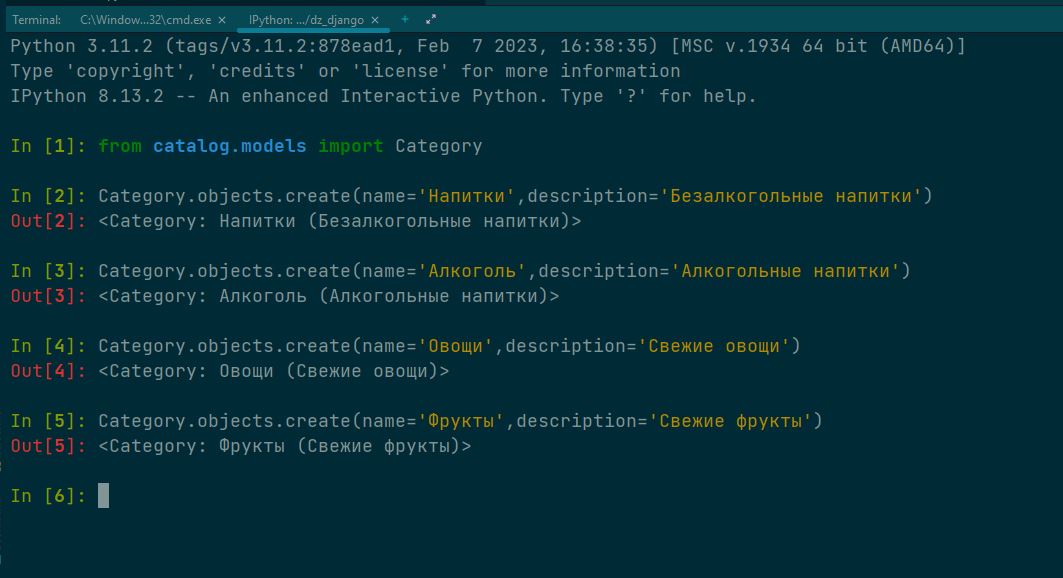 Terminal: C:\Window...32\cmd.exe × IPython: .../dz_django × +
Python 3.11.2 (tags/v3.11.2:878ead1, Feb  7 2023, 16:38:35) [MSC v.1934 64 bit (AMD64)]
Type 'copyright', 'credits' or 'license' for more information
IPython 8.13.2 -- An enhanced Interactive Python. Type '?' for help.
In [1]: from catalog.models import Category
In [2]: Category.objects.create(name='Напитки',description='Безалкогольные напитки')
Out[2]: <Category: Напитки (Безалкогольные напитки)>
In [3]: Category.objects.create(name='Алкоголь',description='Алкогольные напитки')
Out[3]: <Category: Алкоголь (Алкогольные напитки)>
In [4]: Category.objects.create(name='Овощи',description='Свежие овощи')
Out[4]: <Category: Овощи (Свежие овощи)>
In [5]: Category.objects.create(name='Фрукты',description='Свежие фрукты')
Out[5]: <Category: Фрукты (Свежие фрукты)>
In [6]: